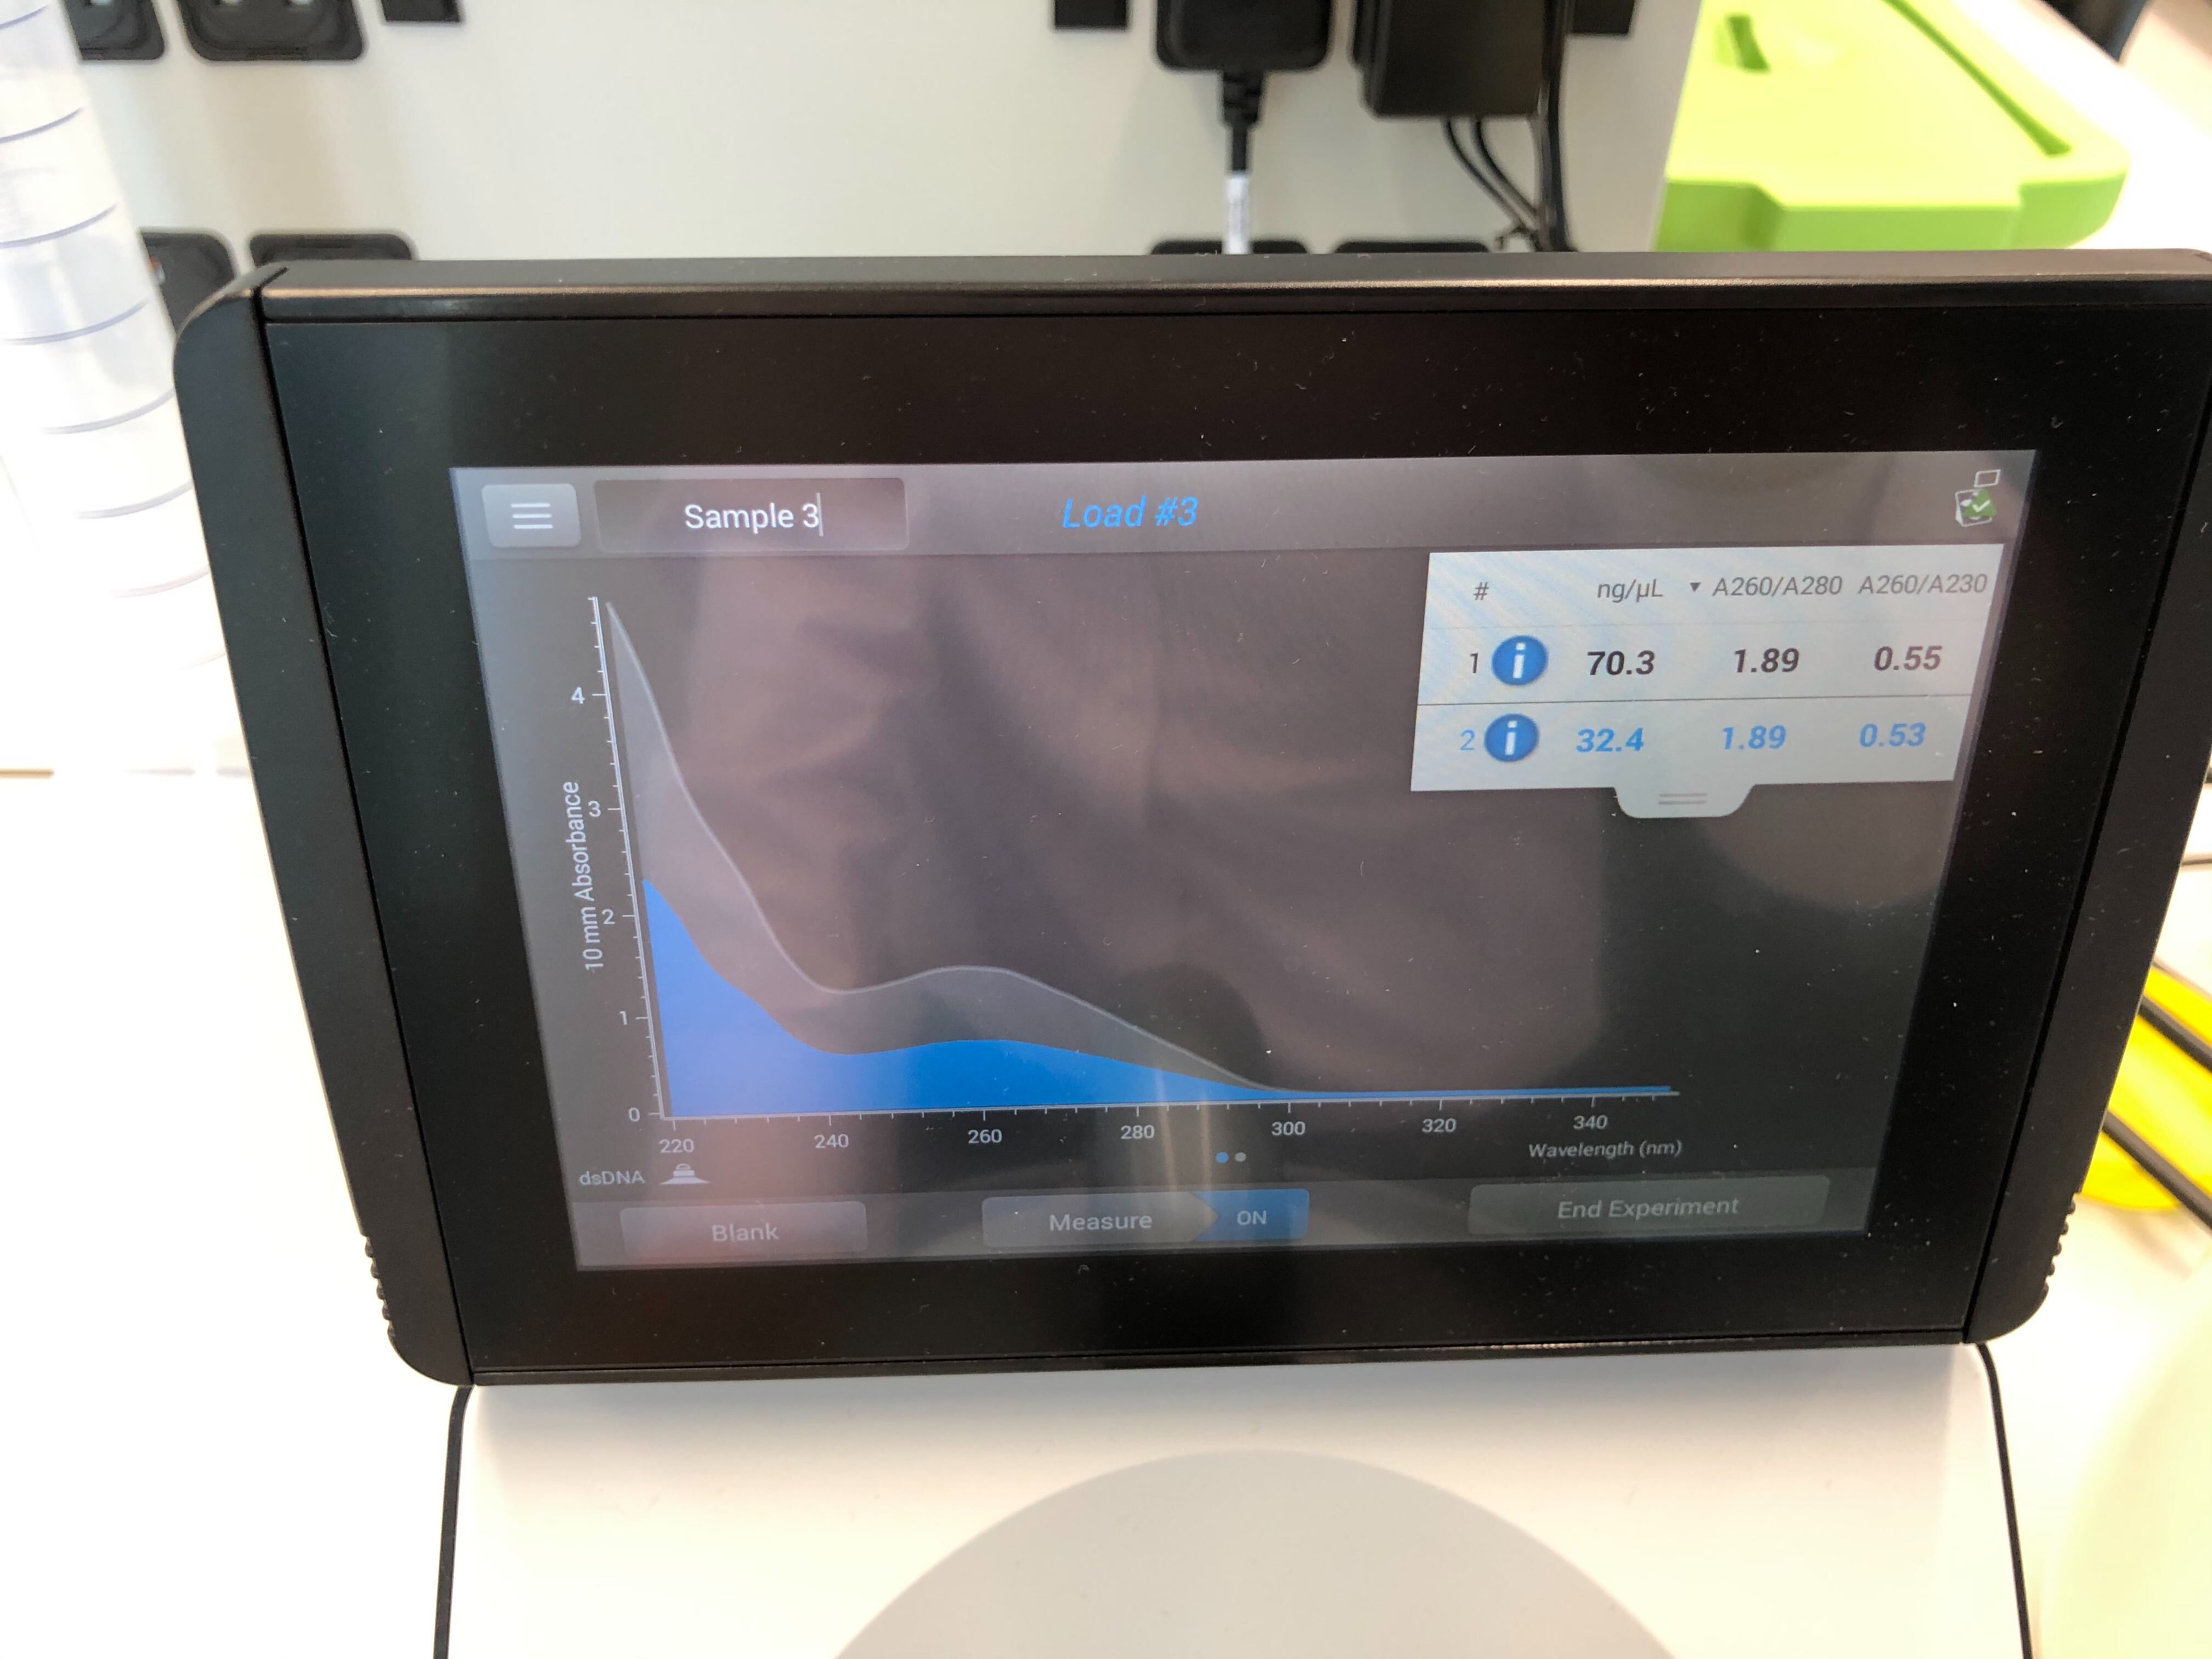 Sample 3
Load #3
# ng/µL ▼ A260/A280 A260/A230
1 i 70.3 1.89 0.55
2 i 32.4 1.89 0.53
10 mm Absorbance
4
3
2
1
0
220 240 260 280 300 320 340
Wavelength (nm)
dsDNA
Blank
Measure ON
End Experiment